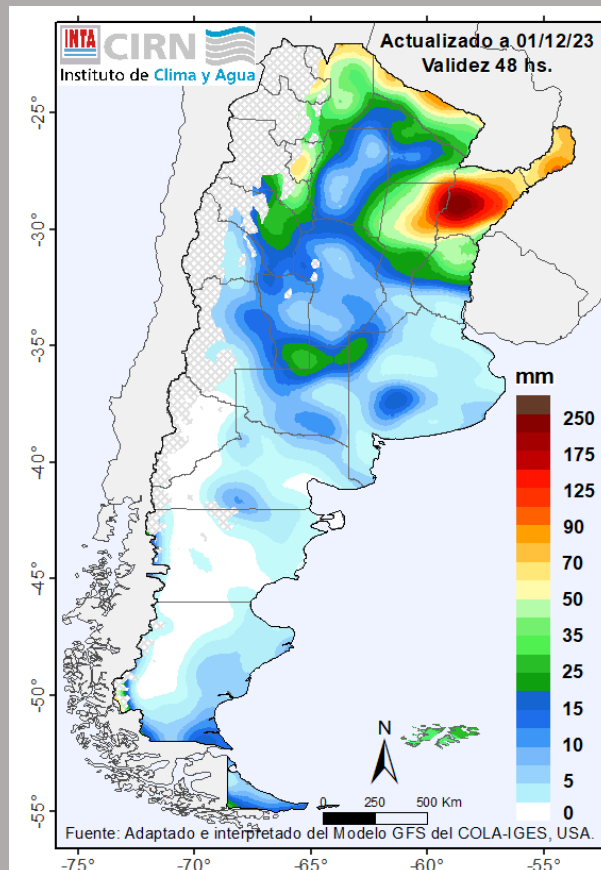 INTA CIRN
Instituto de Clima y Agua
Actualizado a 01/12/23
Validez 48 hs.
-25°
-30°
-35°
-40°
-45°
-50°
-55°
mm
250
175
125
90
70
50
35
25
15
10
5
0
N
0 250 500 Km
Fuente: Adaptado e interpretado del Modelo GFS del COLA-IGES, USA.
-75° -70° -65° -60° -55°